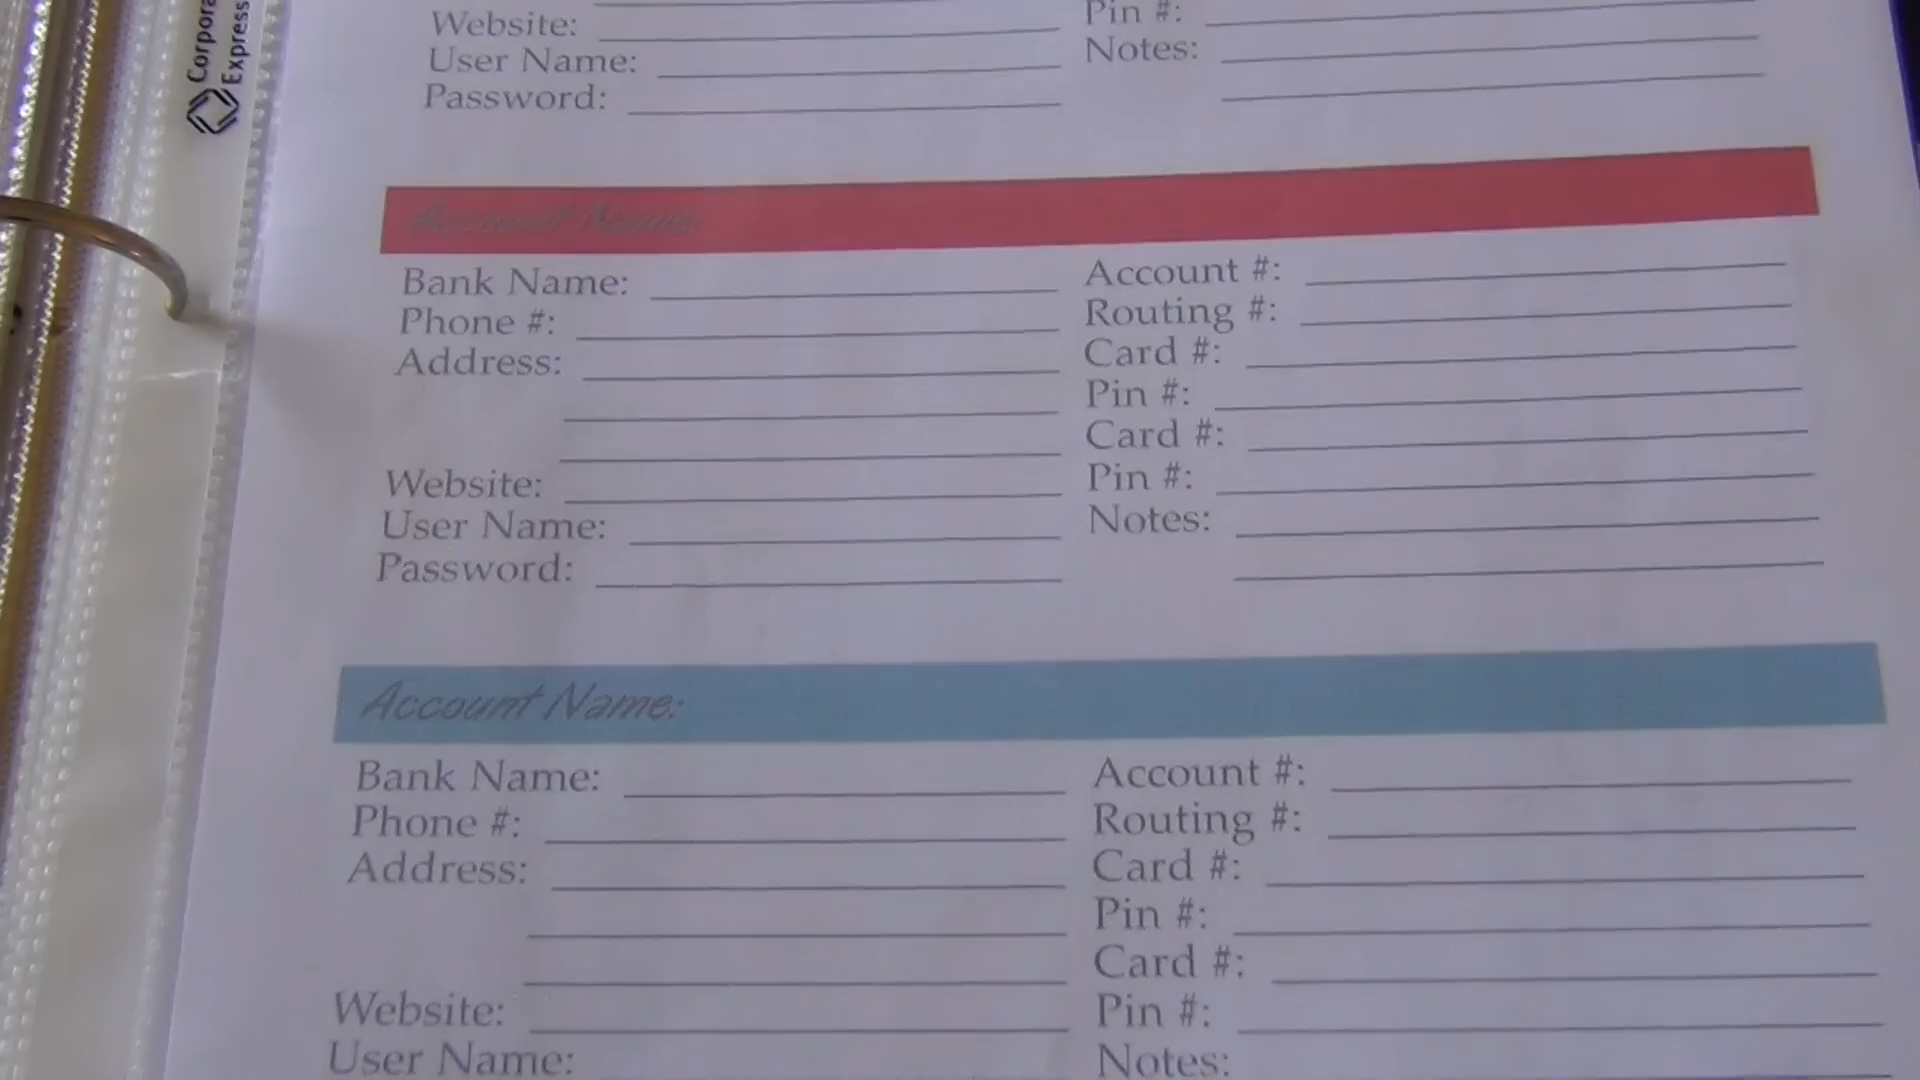 Corpora
Express
Website:
User Name:
Password:
Pin #:
Notes:
Account Name:
Bank Name:
Phone #:
Address:
Website:
User Name:
Password:
Account #:
Routing #:
Card #:
Pin #:
Card #:
Pin #:
Notes:
Account Name:
Bank Name:
Phone #:
Address:
Website:
User Name:
Account #:
Routing #:
Card #:
Pin #:
Card #:
Pin #:
Notes: